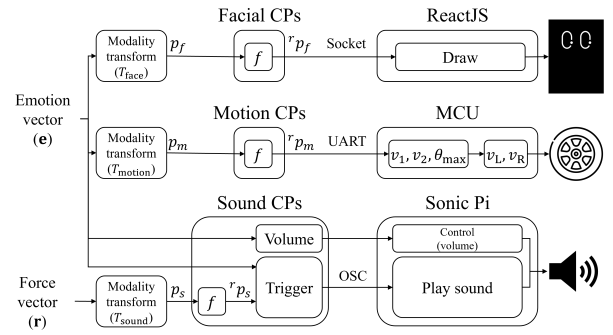 Facial CPs
ReactJS
Modality transform (T_face)
p_f
f
^r p_f
Socket
Draw
Emotion vector (e)
Motion CPs
MCU
Modality transform (T_motion)
p_m
f
^r p_m
UART
v_1, v_2, θ_max
v_L, v_R
Sound CPs
Sonic Pi
Volume
Control (volume)
Force vector (r)
Modality transform (T_sound)
p_s
f
^r p_s
Trigger
OSC
Play sound